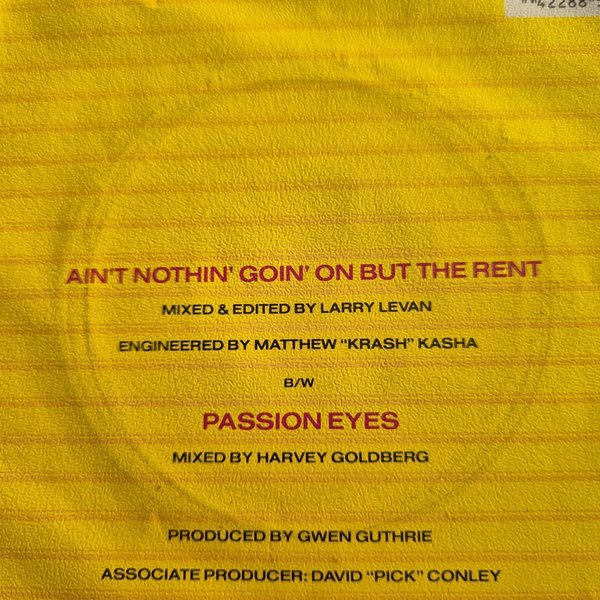 AIN'T NOTHIN' GOIN' ON BUT THE RENT
MIXED & EDITED BY LARRY LEVAN
ENGINEERED BY MATTHEW "KRASH" KASHA
B/W
PASSION EYES
MIXED BY HARVEY GOLDBERG
PRODUCED BY GWEN GUTHRIE
ASSOCIATE PRODUCER: DAVID "PICK" CONLEY